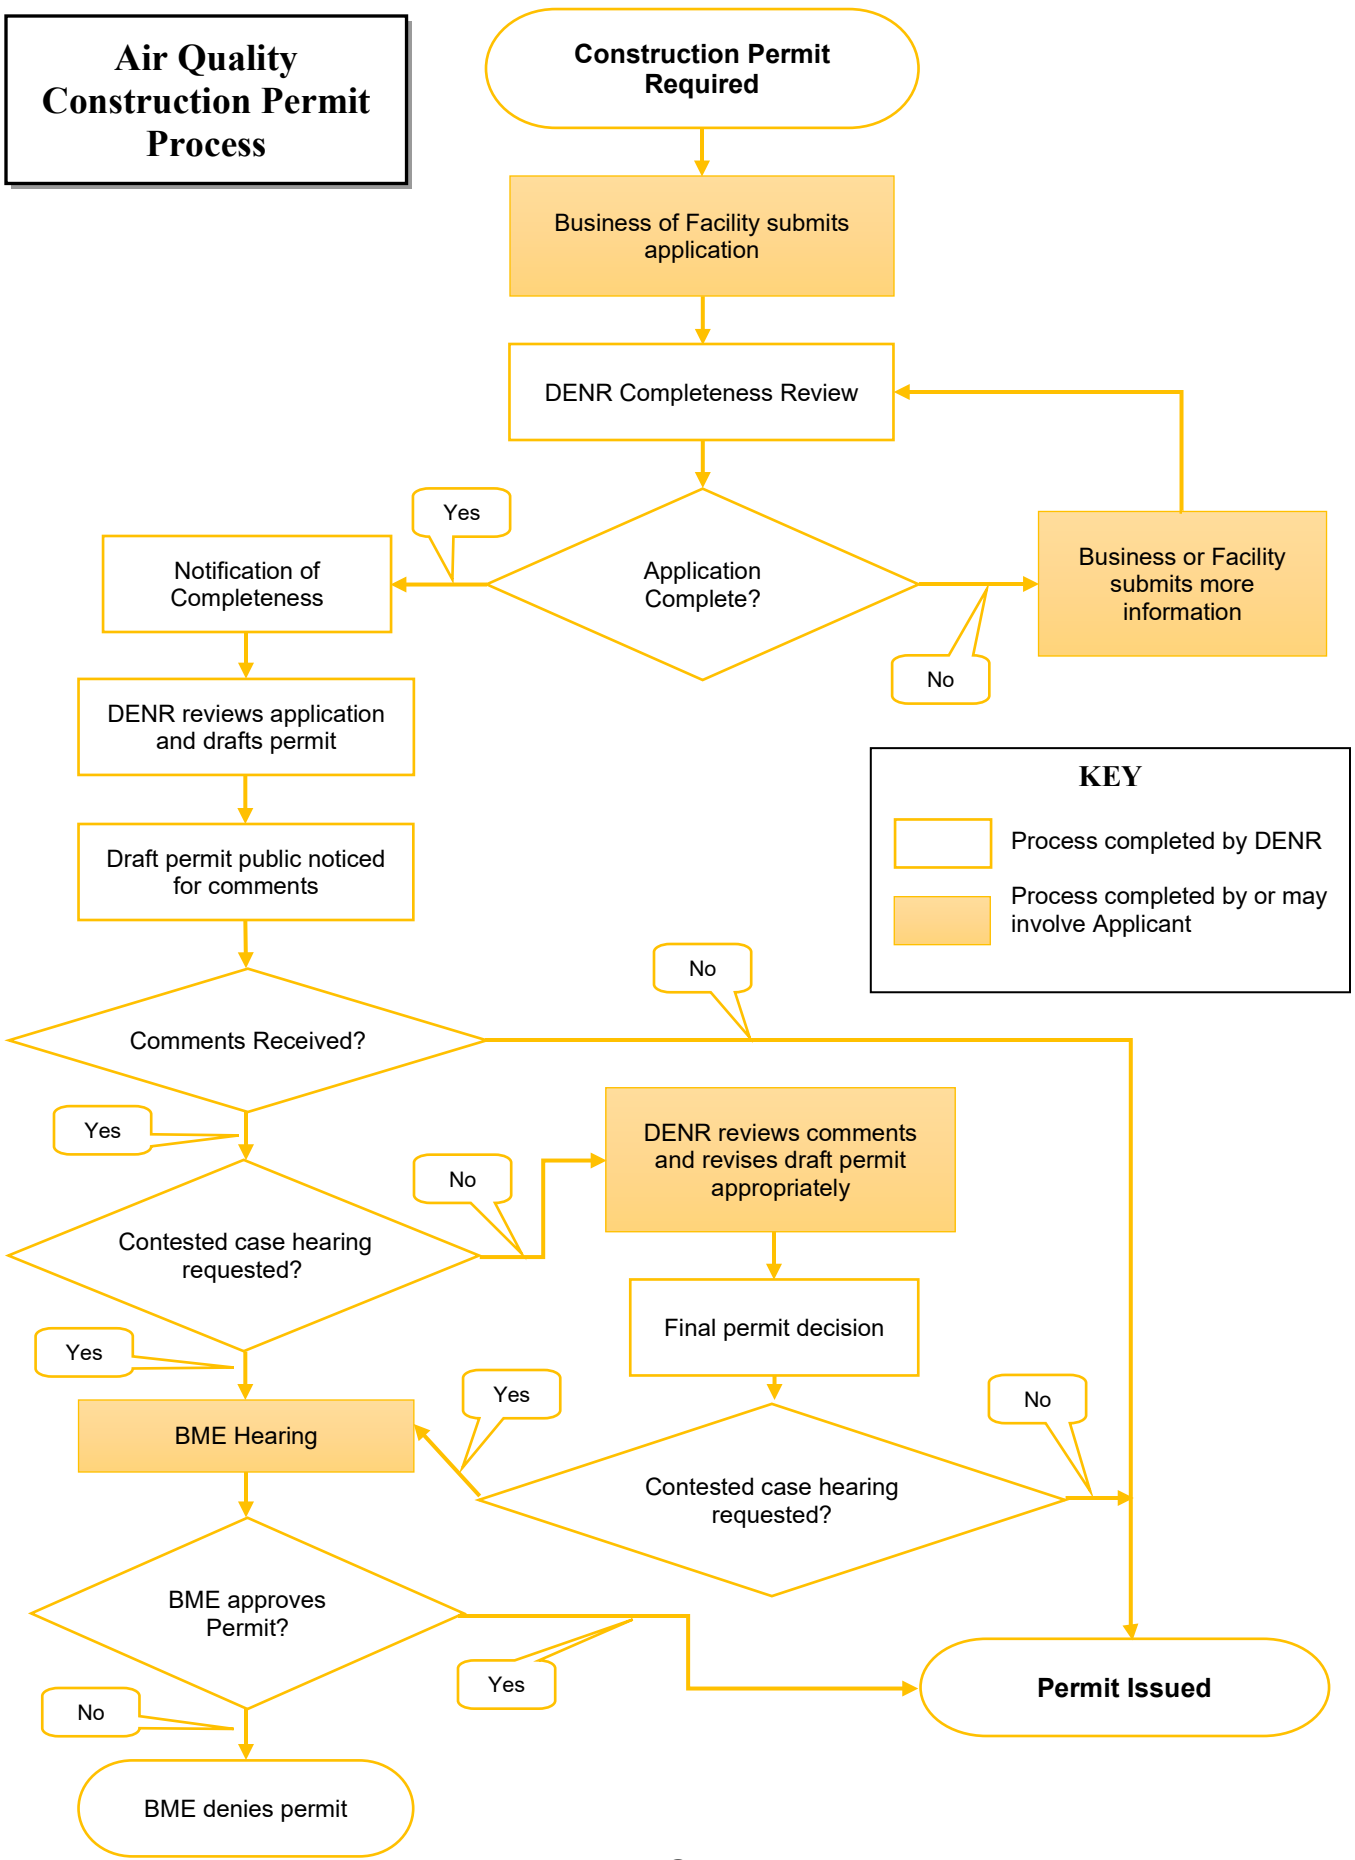 Air Quality
Construction Permit
Process
Construction Permit
Required
Business of Facility submits
application
DENR Completeness Review
Yes
Application
Complete?
Notification of
Completeness
Business or Facility
submits more
information
No
DENR reviews application
and drafts permit
KEY
Process completed by DENR
Process completed by or may
involve Applicant
Draft permit public noticed
for comments
No
Comments Received?
Yes
DENR reviews comments
and revises draft permit
appropriately
No
Contested case hearing
requested?
Final permit decision
Yes
Yes
No
BME Hearing
Contested case hearing
requested?
BME approves
Permit?
Yes
Permit Issued
No
BME denies permit